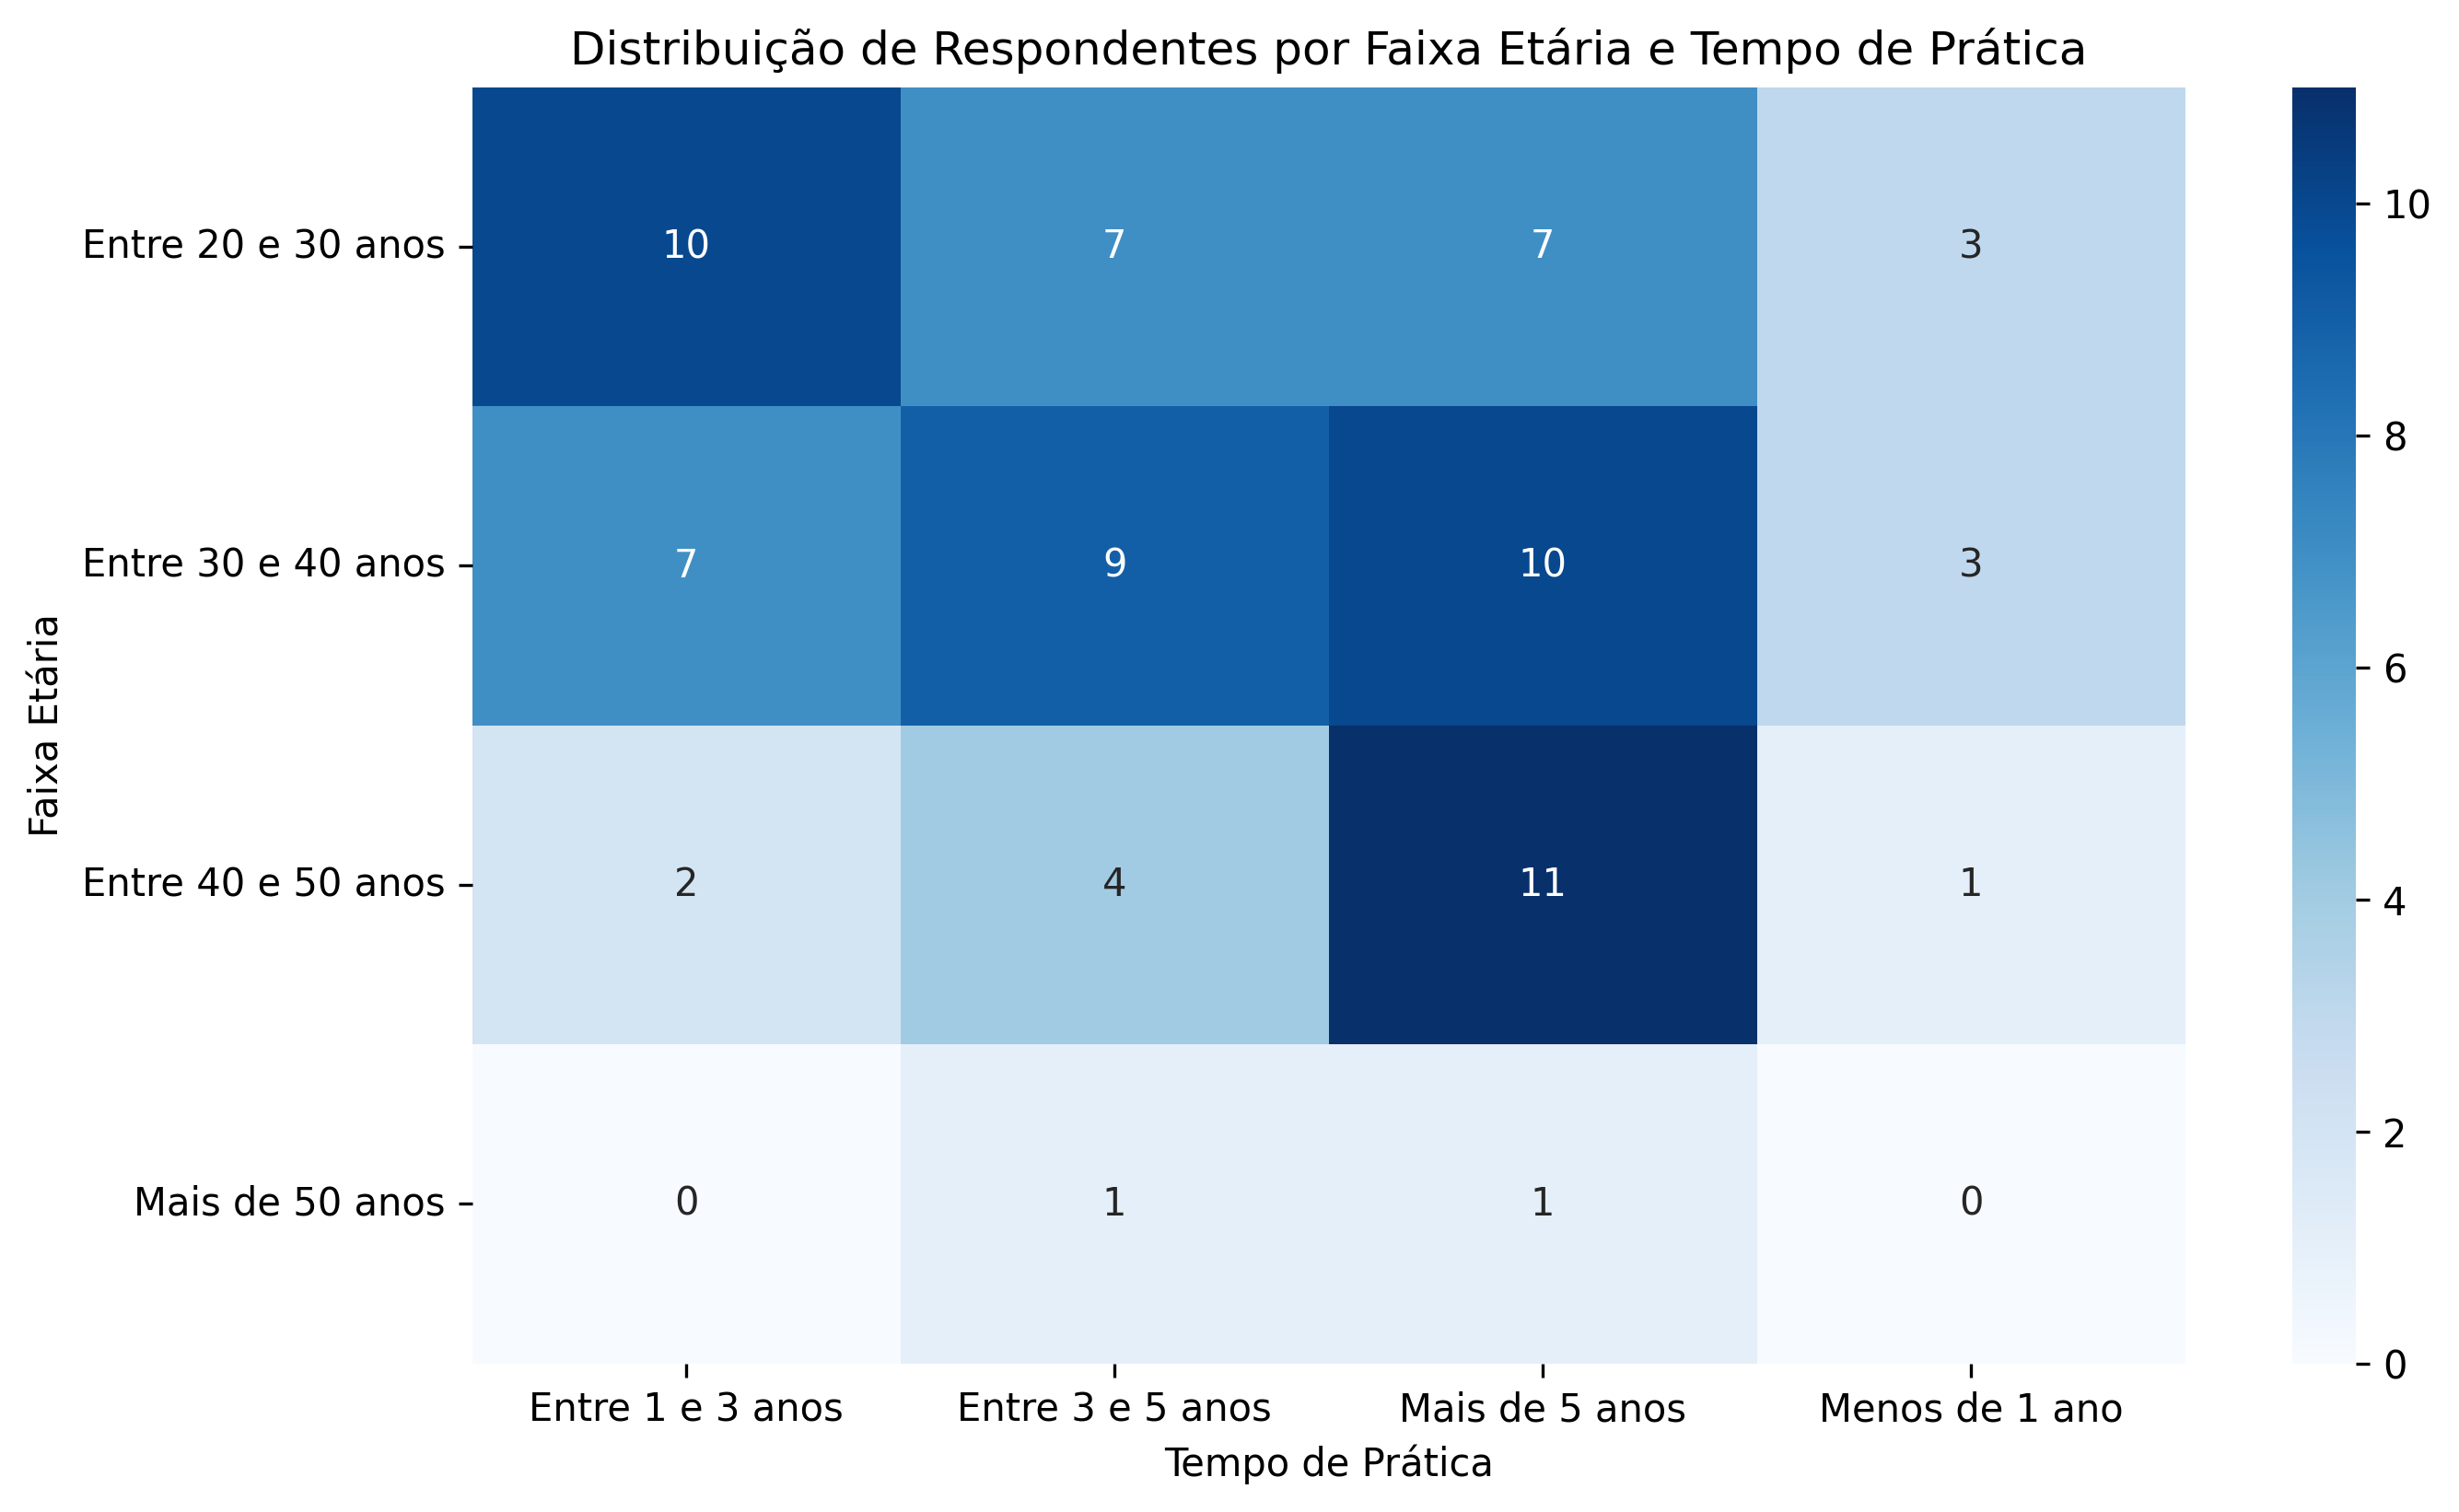 Distribuição de Respondentes por Faixa Etária e Tempo de Prática
Entre 20 e 30 anos 10 7 7 3
Entre 30 e 40 anos 7 9 10 3
Entre 40 e 50 anos 2 4 11 1
Mais de 50 anos 0 1 1 0
Entre 1 e 3 anos Entre 3 e 5 anos Mais de 5 anos Menos de 1 ano
Tempo de Prática
Faixa Etária
10
8
6
4
2
0